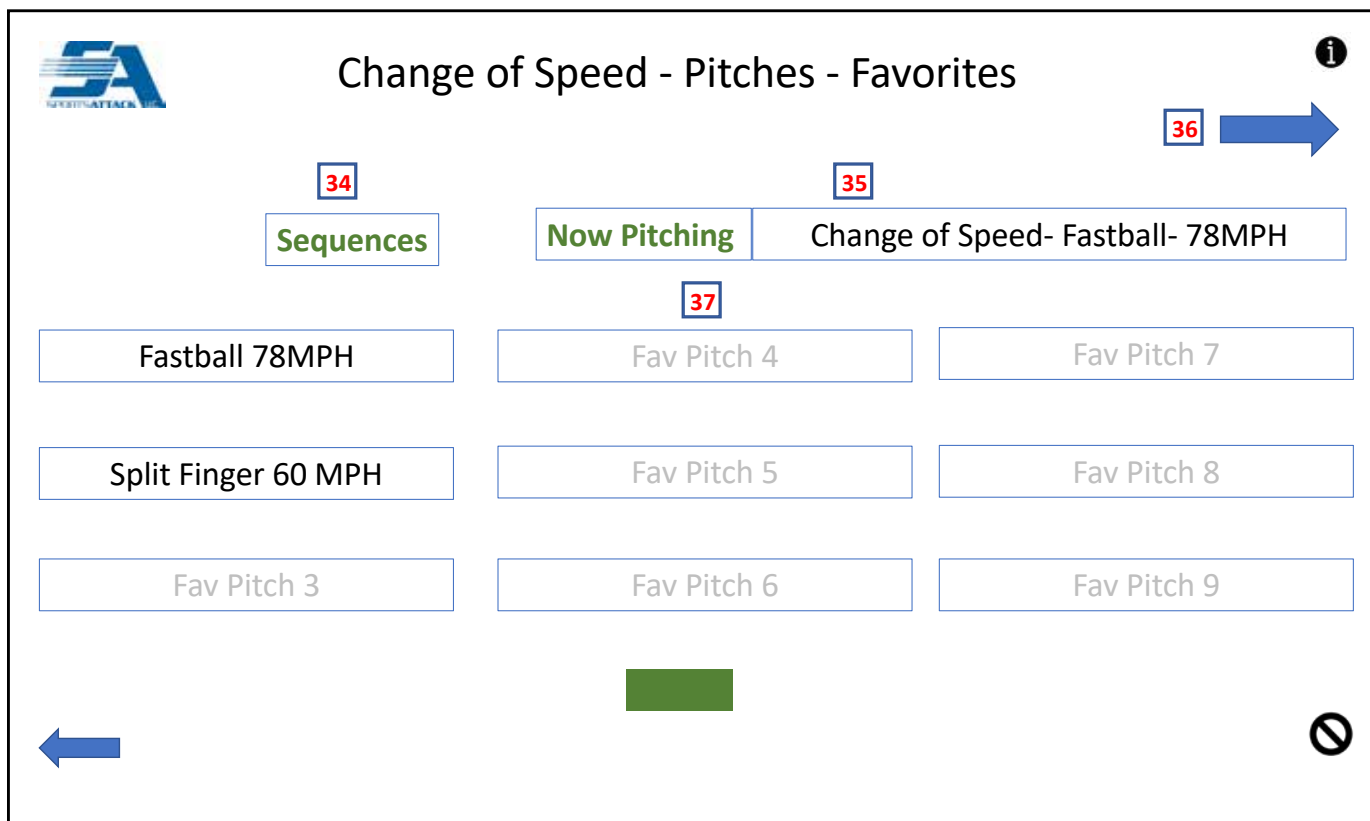 SPORTS ATTACK
Change of Speed - Pitches - Favorites
i
36
34
35
Sequences
Now Pitching
Change of Speed- Fastball- 78MPH
37
Fastball 78MPH
Fav Pitch 4
Fav Pitch 7
Split Finger 60 MPH
Fav Pitch 5
Fav Pitch 8
Fav Pitch 3
Fav Pitch 6
Fav Pitch 9